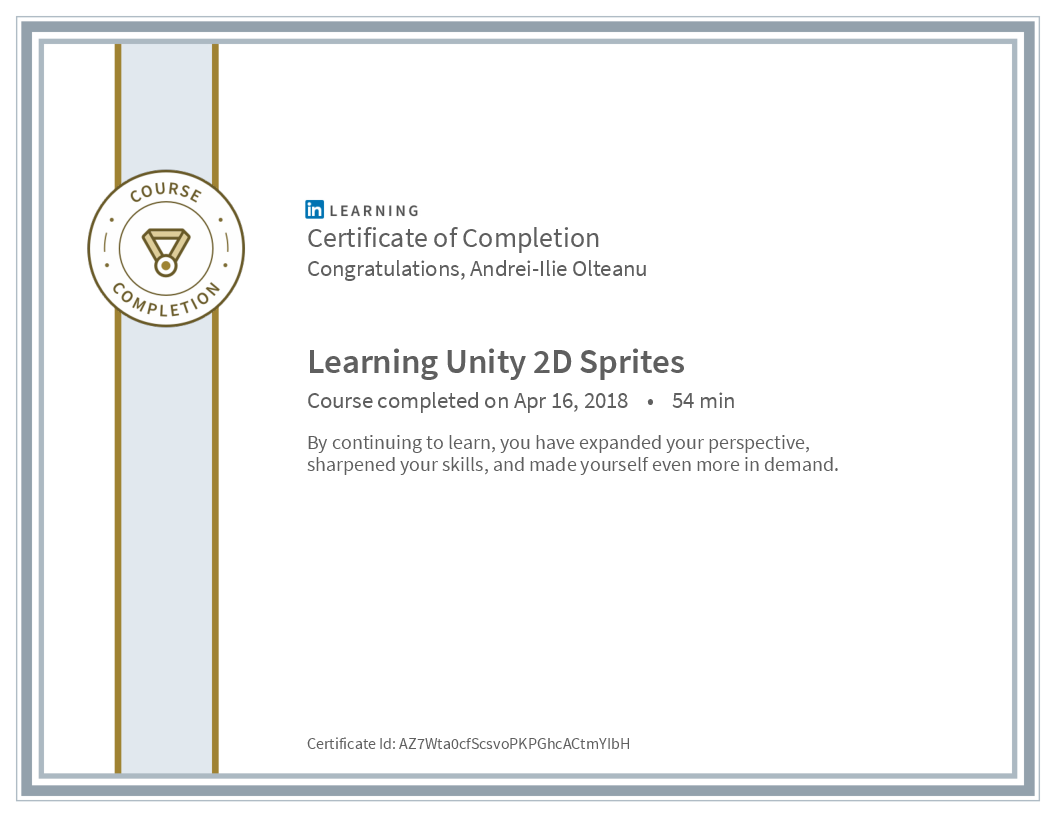 COURSE
COMPLETION
in LEARNING
Certificate of Completion
Congratulations, Andrei-Ilie Olteanu
Learning Unity 2D Sprites
Course completed on Apr 16, 2018 • 54 min
By continuing to learn, you have expanded your perspective,
sharpened your skills, and made yourself even more in demand.
Certificate Id: AZ7Wta0cfScsvoPKPGhcACtmYIbH